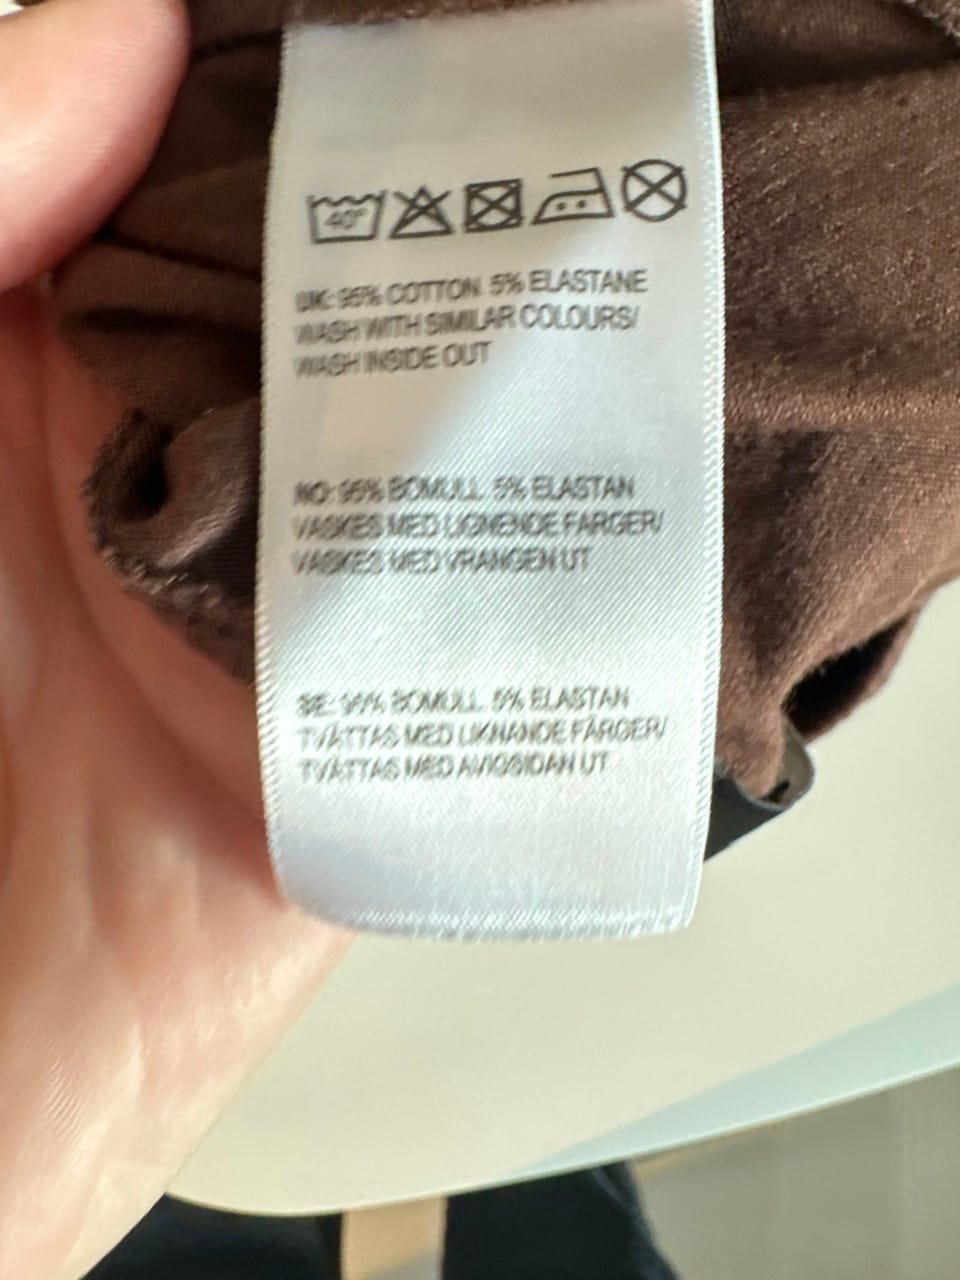 40°
UK: 95% COTTON 5% ELASTANE
WASH WITH SIMILAR COLOURS/
WASH INSIDE OUT
NO: 95% BOMULL 5% ELASTAN
VASKES MED LIGNENDE FARGER/
VASKES MED VRANGEN UT
SE: 95% BOMULL 5% ELASTAN
TVÄTTAS MED LIKNANDE FÄRGER/
TVÄTTAS MED AVIGSIDAN UT